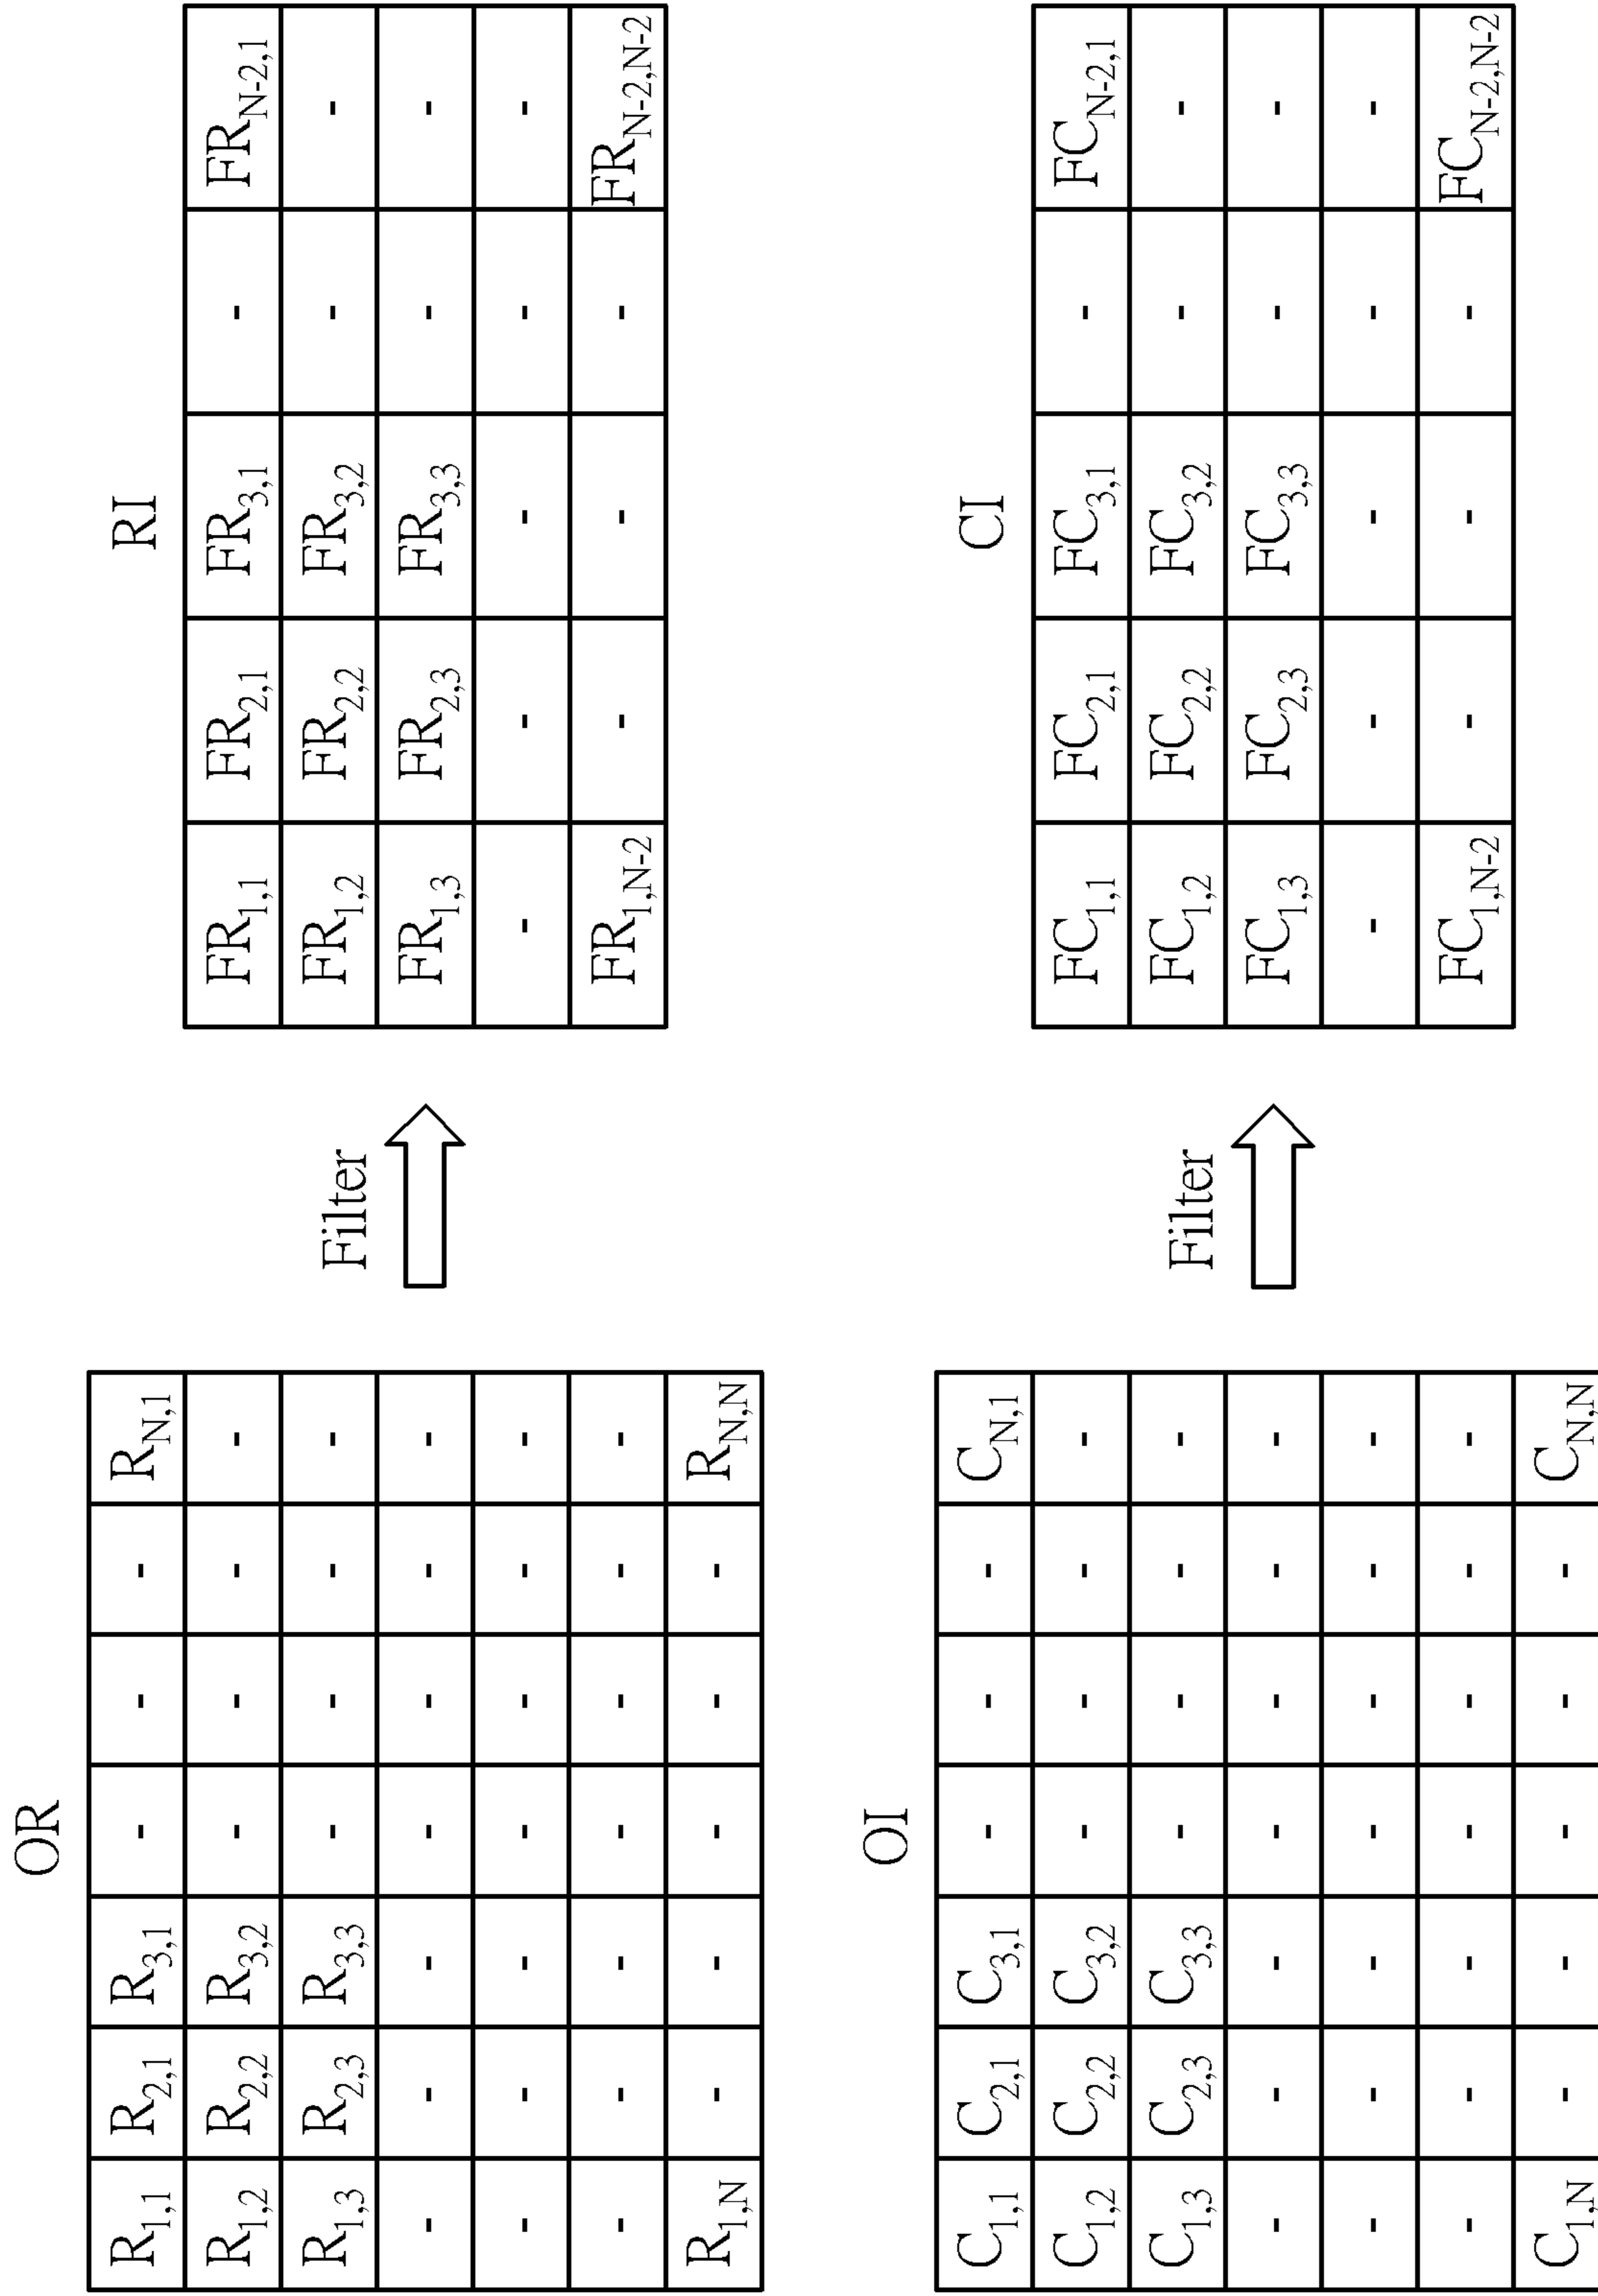 OR
R1,1 R2,1 R3,1 - - - RN,1
R1,2 R2,2 R3,2 - - - -
R1,3 R2,3 R3,3 - - - -
- - - - - - -
- - - - - - -
- - - - - - -
R1,N - - - - - RN,N
Filter
RI
FR1,1 FR2,1 FR3,1 - FRN-2,1
FR1,2 FR2,2 FR3,2 - -
FR1,3 FR2,3 FR3,3 - -
- - - - -
FR1,N-2 - - - FRN-2,N-2
OI
C1,1 C2,1 C3,1 - - - CN,1
C1,2 C2,2 C3,2 - - - -
C1,3 C2,3 C3,3 - - - -
- - - - - - -
- - - - - - -
- - - - - - -
C1,N - - - - - CN,N
Filter
CI
FC1,1 FC2,1 FC3,1 - FCN-2,1
FC1,2 FC2,2 FC3,2 - -
FC1,3 FC2,3 FC3,3 - -
- - - - -
FC1,N-2 - - - FCN-2,N-2